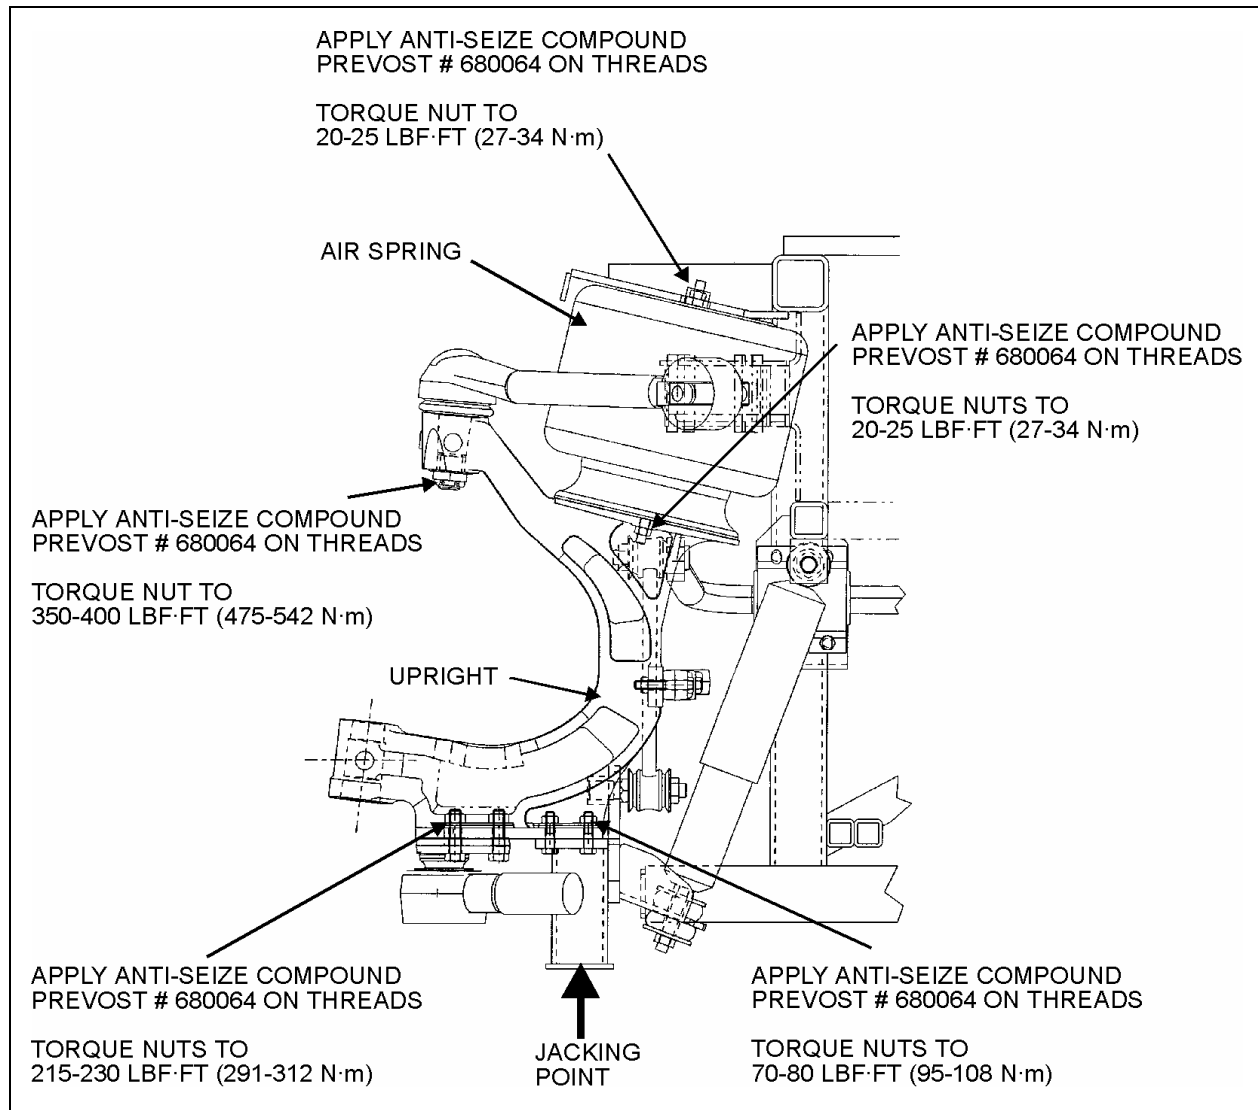 APPLY ANTI-SEIZE COMPOUND
PREVOST # 680064 ON THREADS
TORQUE NUT TO
20-25 LBF·FT (27-34 N·m)
AIR SPRING
APPLY ANTI-SEIZE COMPOUND
PREVOST # 680064 ON THREADS
TORQUE NUTS TO
20-25 LBF·FT (27-34 N·m)
APPLY ANTI-SEIZE COMPOUND
PREVOST # 680064 ON THREADS
TORQUE NUT TO
350-400 LBF·FT (475-542 N·m)
UPRIGHT
APPLY ANTI-SEIZE COMPOUND
PREVOST # 680064 ON THREADS
TORQUE NUTS TO
215-230 LBF·FT (291-312 N·m)
JACKING
POINT
APPLY ANTI-SEIZE COMPOUND
PREVOST # 680064 ON THREADS
TORQUE NUTS TO
70-80 LBF·FT (95-108 N·m)